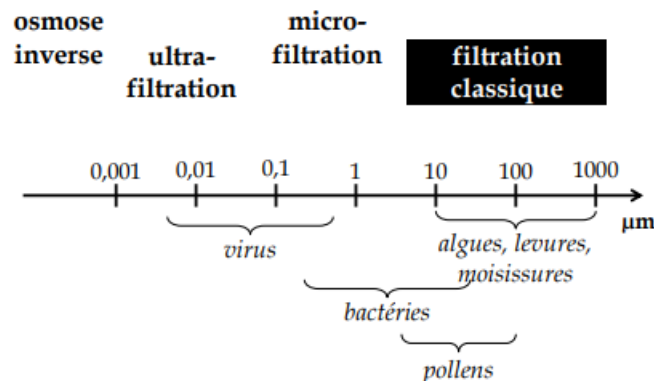 osmose
inverse
ultra-
filtration
micro-
filtration
filtration
classique
0,001 0,01 0,1 1 10 100 1000
µm
virus
algues, levures,
moisissures
bactéries
pollens